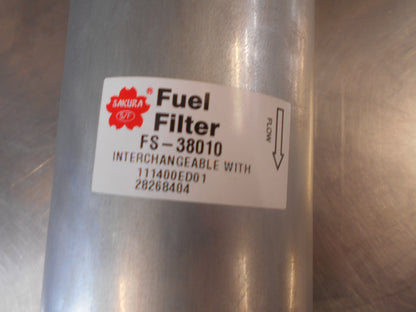 SAKURA
S/T
®
Fuel
Filter
FS-38010
INTERCHANGEABLE WITH
111400ED01
28268404
FLOW